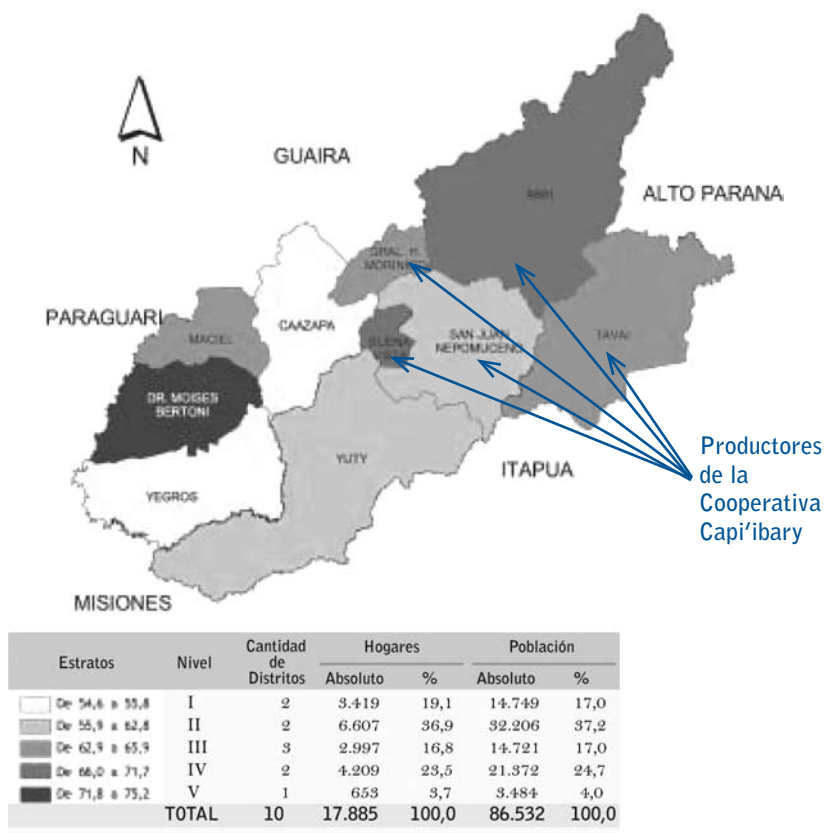 N
GUAIRA
ALTO PARANA
ABAI
GRAL. H.
MORINIGO
PARAGUARI
CAAZAPA
MACIEL
BUENA
VISTA
SAN JUAN
NEPOMUCENO
TAVAI
DR. MOISES
BERTONI
YUTY
ITAPUA
YEGROS
MISIONES
Productores
de la
Cooperativa
Capi'ibary
Estratos Nivel Cantidad de Distritos Hogares Población
Absoluto % Absoluto %
De 54,6 a 55,8 I 2 3.419 19,1 14.749 17,0
De 55,9 a 62,8 II 2 6.607 36,9 32.206 37,2
De 62,9 a 65,9 III 3 2.997 16,8 14.721 17,0
De 66,0 a 71,7 IV 2 4.209 23,5 21.372 24,7
De 71,8 a 75,2 V 1 653 3,7 3.484 4,0
TOTAL 10 17.885 100,0 86.532 100,0